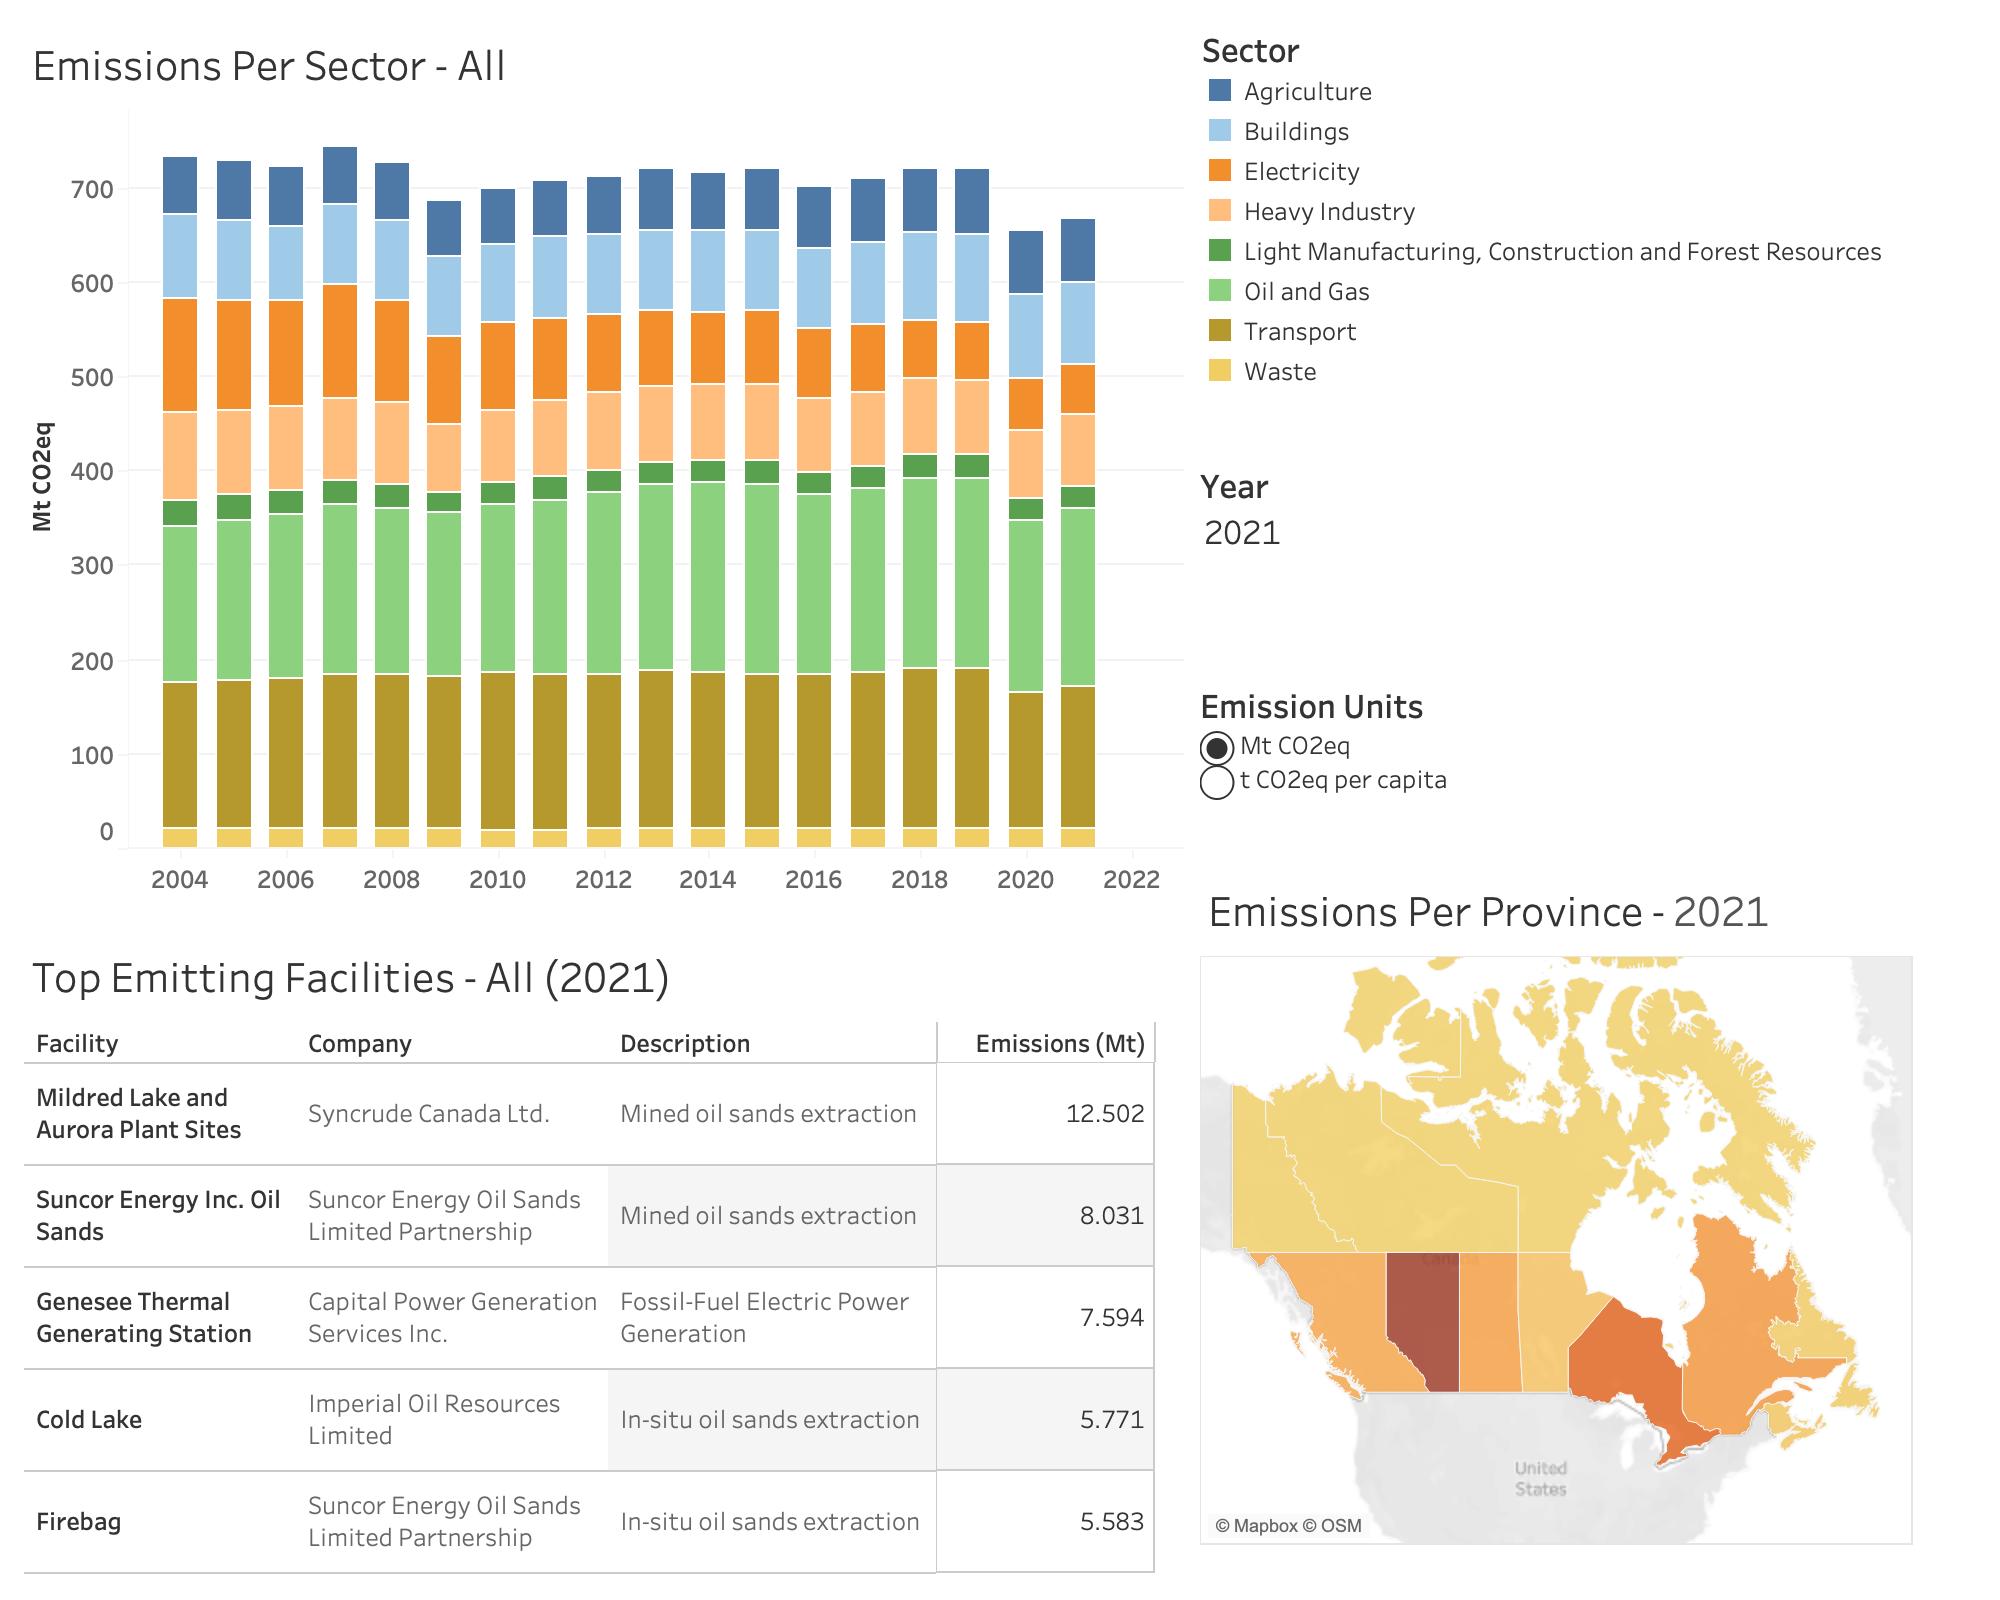 Emissions Per Sector - All
Mt CO2eq
700
600
500
400
300
200
100
0
2004 2006 2008 2010 2012 2014 2016 2018 2020 2022
Sector
Agriculture
Buildings
Electricity
Heavy Industry
Light Manufacturing, Construction and Forest Resources
Oil and Gas
Transport
Waste
Year
2021
Emission Units
Mt CO2eq
t CO2eq per capita
Top Emitting Facilities - All (2021)
Facility Company Description Emissions (Mt)
Mildred Lake and
Aurora Plant Sites
Syncrude Canada Ltd.
Mined oil sands extraction
12.502
Suncor Energy Inc. Oil
Sands
Suncor Energy Oil Sands
Limited Partnership
Mined oil sands extraction
8.031
Genesee Thermal
Generating Station
Capital Power Generation
Services Inc.
Fossil-Fuel Electric Power
Generation
7.594
Cold Lake
Imperial Oil Resources
Limited
In-situ oil sands extraction
5.771
Firebag
Suncor Energy Oil Sands
Limited Partnership
In-situ oil sands extraction
5.583
Emissions Per Province - 2021
Canada
United
States
© Mapbox © OSM